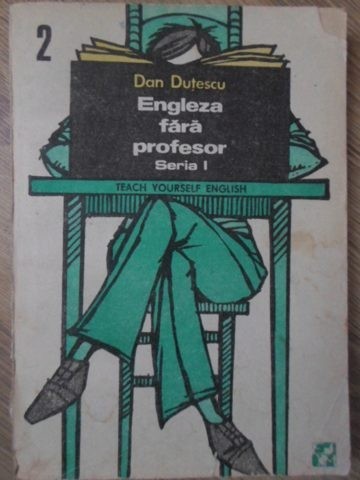 2
Dan Duțescu
Engleza
fără
profesor
Seria I
TEACH YOURSELF ENGLISH